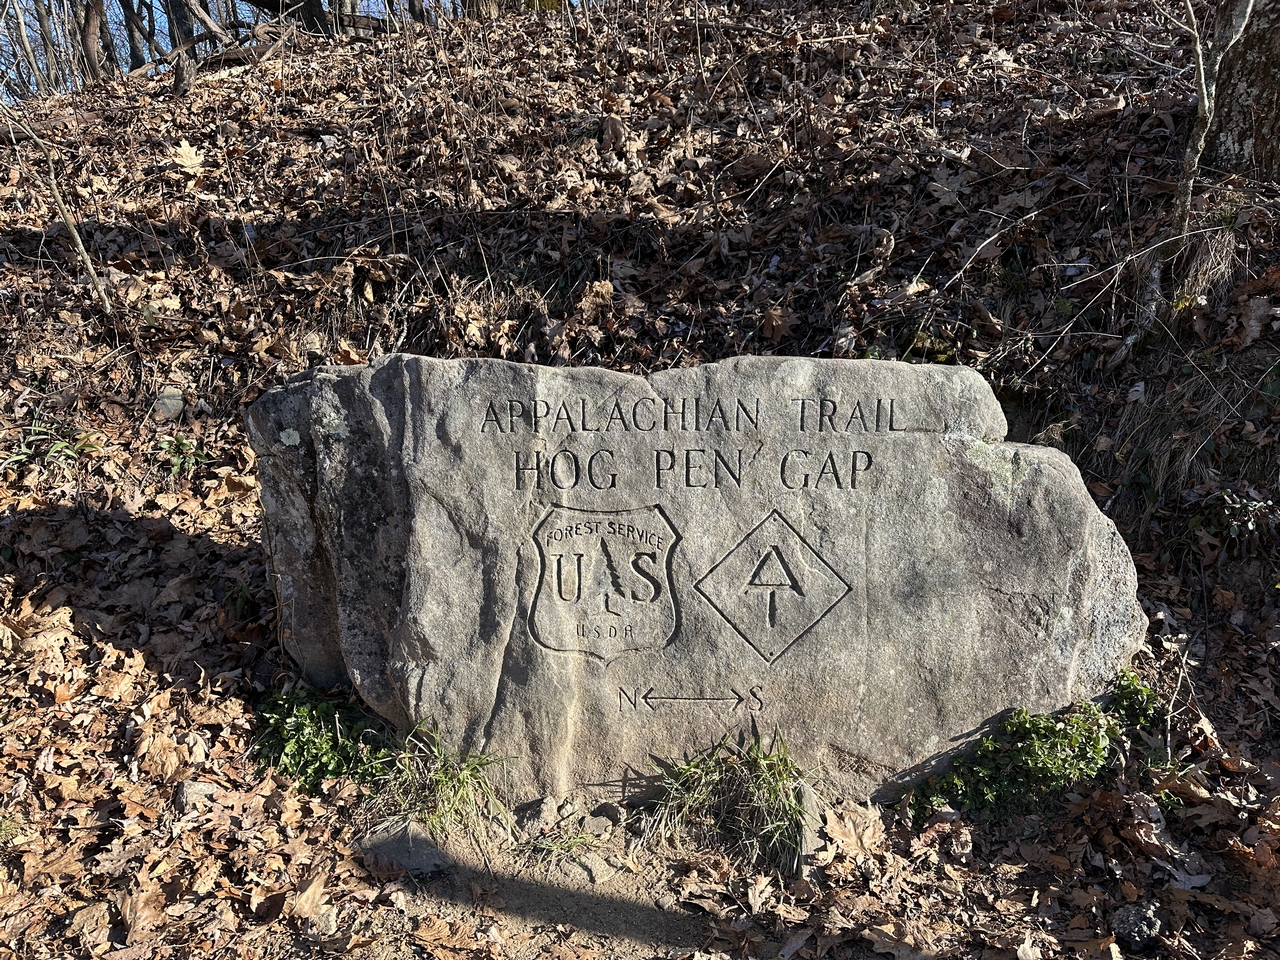 APPALACHIAN TRAIL
HOG PEN GAP
FOREST SERVICE
U S
USDA
A
N S